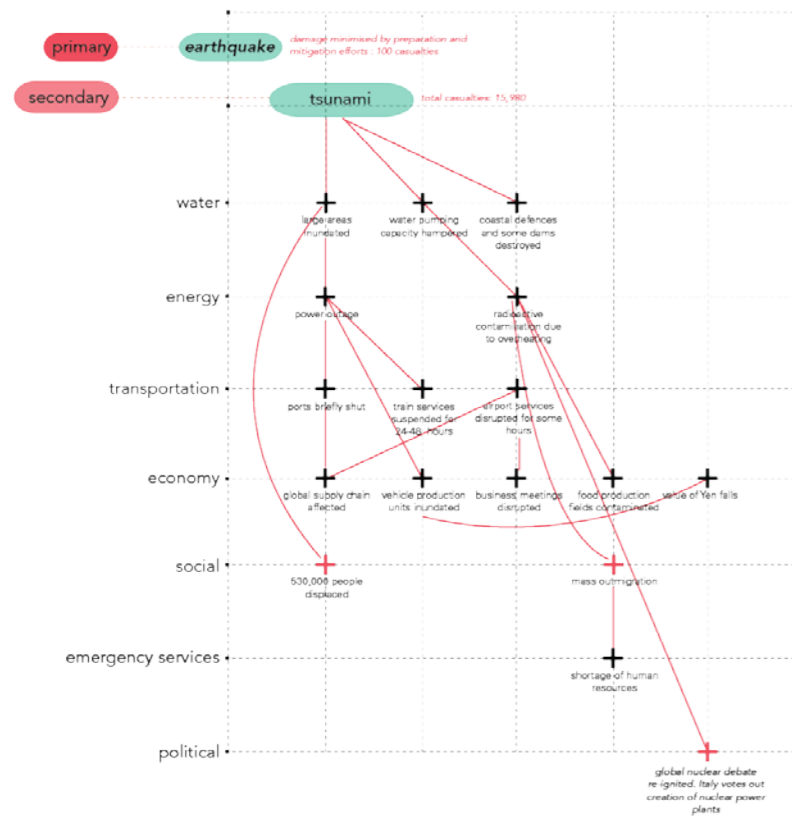 primary
earthquake
damage minimised by preparation and
mitigation efforts : 100 casualties
secondary
tsunami
total casualties: 15,980
water
large areas
inundated
water pumping
capacity hampered
coastal defences
and some dams
destroyed
energy
power outage
radioactive
contamination due
to overheating
transportation
ports briefly shut
train services
suspended for
24-48 hours
airport services
disrupted for some
hours
economy
global supply chain
affected
vehicle production
units inundated
business meetings
disrupted
food production
fields contaminated
value of Yen falls
social
530,000 people
displaced
mass outmigration
emergency services
shortage of human
resources
political
global nuclear debate
re-ignited. Italy votes out
creation of nuclear power
plants